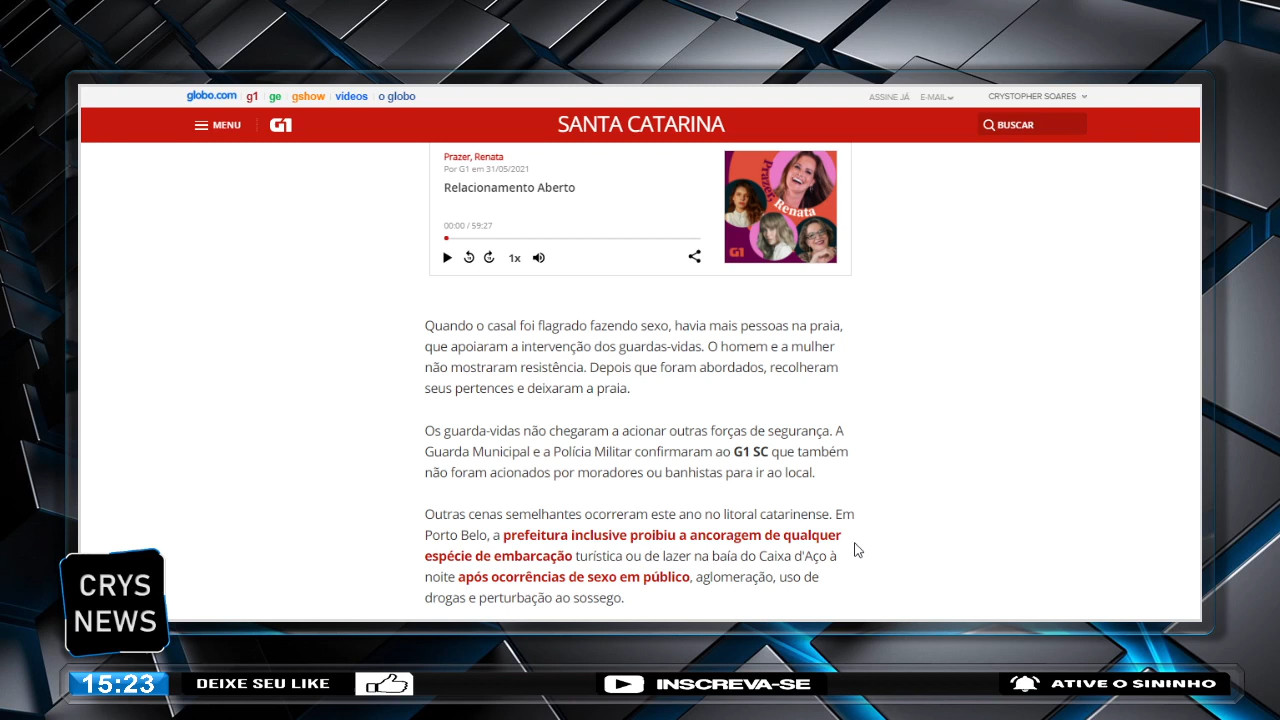 globo.com g1 ge gshow vídeos o globo
ASSINE JÁ E-MAIL CRYSTOPHER SOARES
MENU G1 SANTA CATARINA BUSCAR
Prazer, Renata
Por G1 em 31/05/2021
Relacionamento Aberto
00:00 / 59:27
1x
Prazer, Renata
G1
Quando o casal foi flagrado fazendo sexo, havia mais pessoas na praia,
que apoiaram a intervenção dos guardas-vidas. O homem e a mulher
não mostraram resistência. Depois que foram abordados, recolheram
seus pertences e deixaram a praia.
Os guarda-vidas não chegaram a acionar outras forças de segurança. A
Guarda Municipal e a Polícia Militar confirmaram ao G1 SC que também
não foram acionados por moradores ou banhistas para ir ao local.
Outras cenas semelhantes ocorreram este ano no litoral catarinense. Em
Porto Belo, a prefeitura inclusive proibiu a ancoragem de qualquer
espécie de embarcação turística ou de lazer na baía do Caixa d'Aço à
noite após ocorrências de sexo em público, aglomeração, uso de
drogas e perturbação ao sossego.
CRYS
NEWS
15:23 DEIXE SEU LIKE INSCREVA-SE ATIVE O SININHO